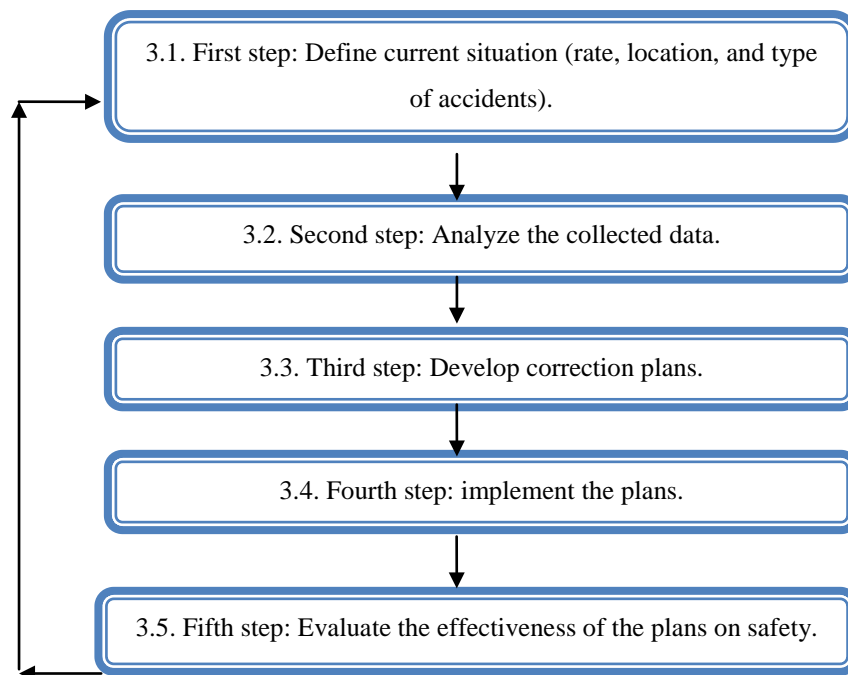 3.1. First step: Define current situation (rate, location, and type
of accidents).
3.2. Second step: Analyze the collected data.
3.3. Third step: Develop correction plans.
3.4. Fourth step: implement the plans.
3.5. Fifth step: Evaluate the effectiveness of the plans on safety.